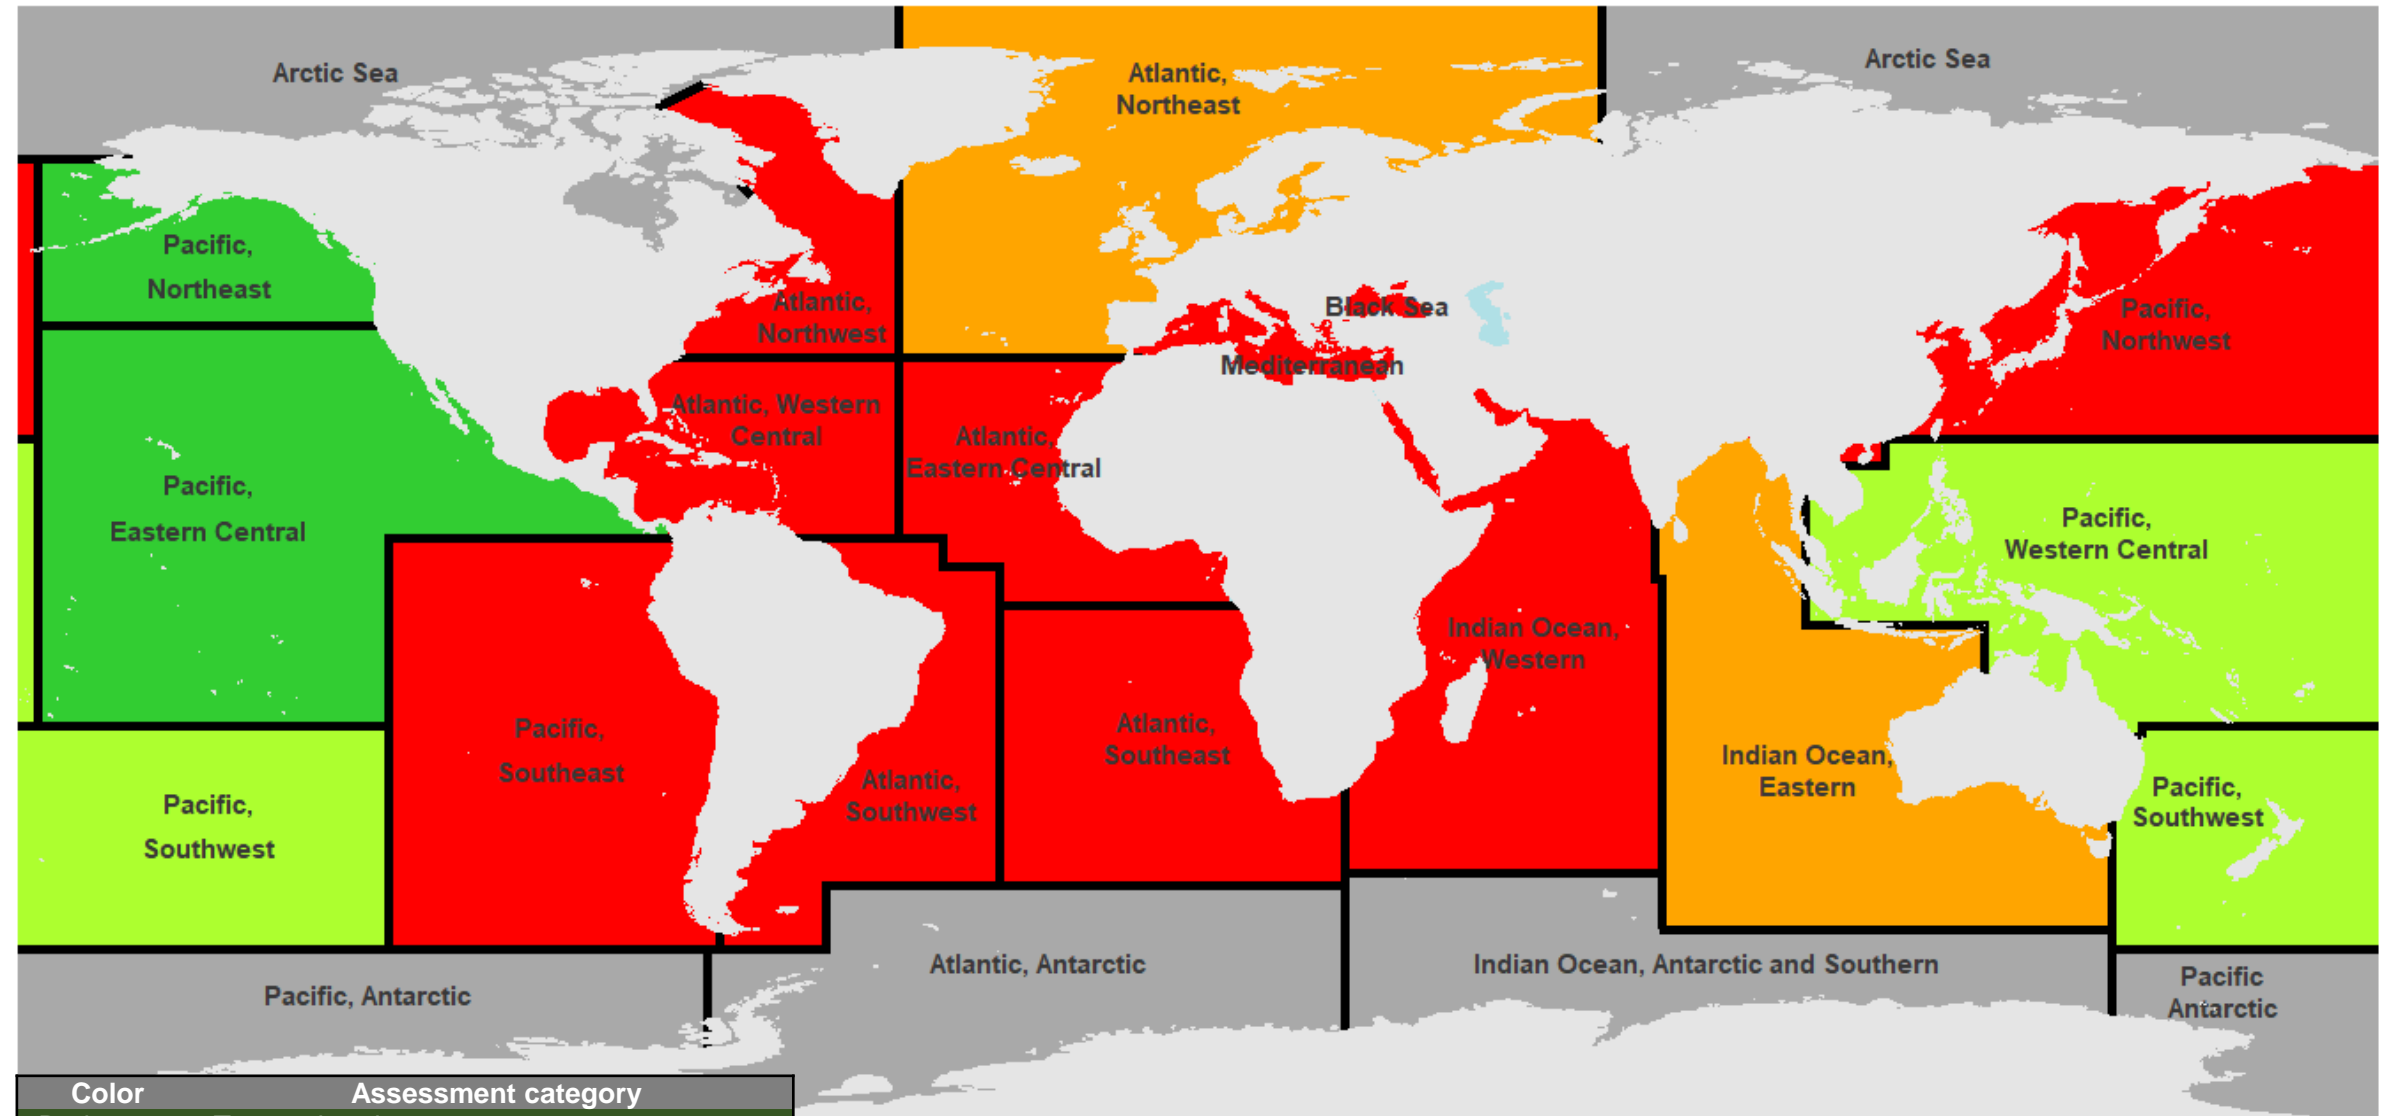 Arctic Sea
Atlantic,
Northeast
Arctic Sea
Pacific,
Northeast
Atlantic,
Northwest
Black Sea
Mediterranean
Pacific,
Northwest
Atlantic, Western
Central
Atlantic,
Eastern Central
Pacific,
Eastern Central
Pacific,
Western Central
Indian Ocean,
Western
Pacific,
Southeast
Atlantic,
Southwest
Atlantic,
Southeast
Indian Ocean,
Eastern
Pacific,
Southwest
Pacific,
Southwest
Pacific, Antarctic
Atlantic, Antarctic
Indian Ocean, Antarctic and Southern
Pacific
Antarctic
Color Assessment category